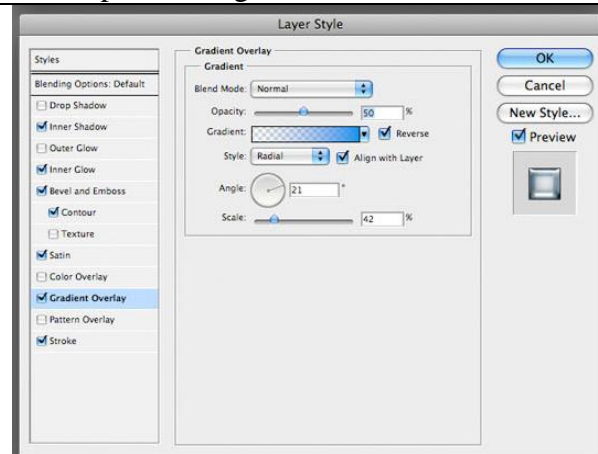 Layer Style
Styles
Blending Options: Default
Drop Shadow
Inner Shadow
Outer Glow
Inner Glow
Bevel and Emboss
Contour
Texture
Satin
Color Overlay
Gradient Overlay
Pattern Overlay
Stroke
Gradient Overlay
Gradient
Blend Mode: Normal
Opacity: 50 %
Gradient: Reverse
Style: Radial Align with Layer
Angle: 21 °
Scale: 42 %
OK
Cancel
New Style...
Preview